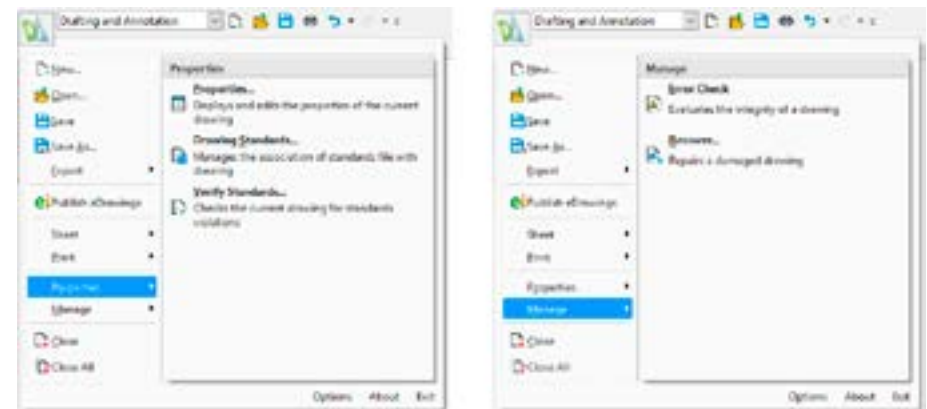 Drafting and Annotation
New...
Open...
Save
Save As...
Export
Publish eDrawings
Sheet
Print
Properties
Manage
Close
Close All
Properties
Properties...
Displays and edits the properties of the current
drawing
Drawing Standards...
Manages the association of standards file with
drawing
Verify Standards...
Checks the current drawing for standards
violations
Options About Exit
Drafting and Annotation
New...
Open...
Save
Save As...
Export
Publish eDrawings
Sheet
Print
Properties
Manage
Close
Close All
Manage
Error Check
Evaluates the integrity of a drawing
Recover...
Repairs a damaged drawing
Options About Exit